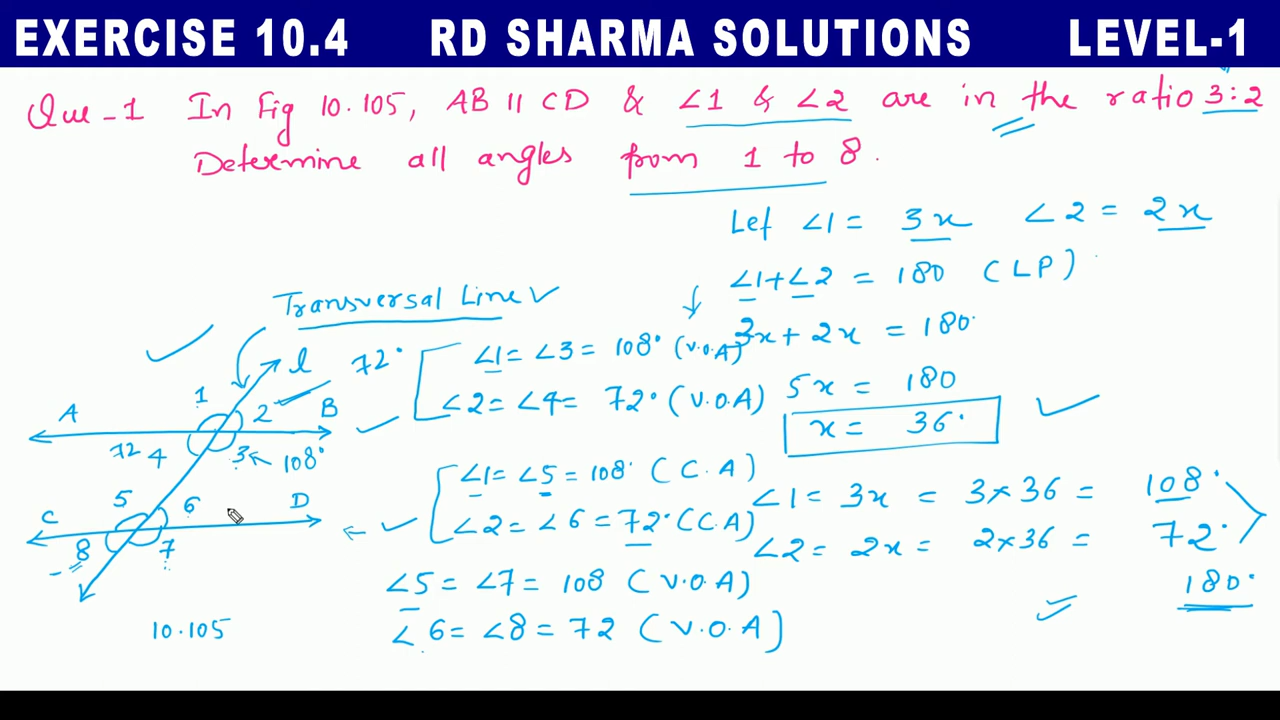 EXERCISE 10.4 RD SHARMA SOLUTIONS LEVEL-1
Que-1 In Fig 10.105, AB || CD & ∠1 & ∠2 are in the ratio 3:2
Determine all angles from 1 to 8.
Let ∠1 = 3x ∠2 = 2x
∠1+∠2 = 180 (LP)
3x + 2x = 180°
5x = 180
x = 36°
∠1 = 3x = 3×36 = 108°
∠2 = 2x = 2×36 = 72°
180°
Transversal Line
∠1 = ∠3 = 108° (V.O.A)
∠2 = ∠4 = 72° (V.O.A)
∠1 = ∠5 = 108° (C.A)
∠2 = ∠6 = 72° (C.A)
∠5 = ∠7 = 108 (V.O.A)
∠6 = ∠8 = 72 (V.O.A)
l 72°
1
A 2 B
72 4 3 108°
5 6 D
C
8 7
10.105